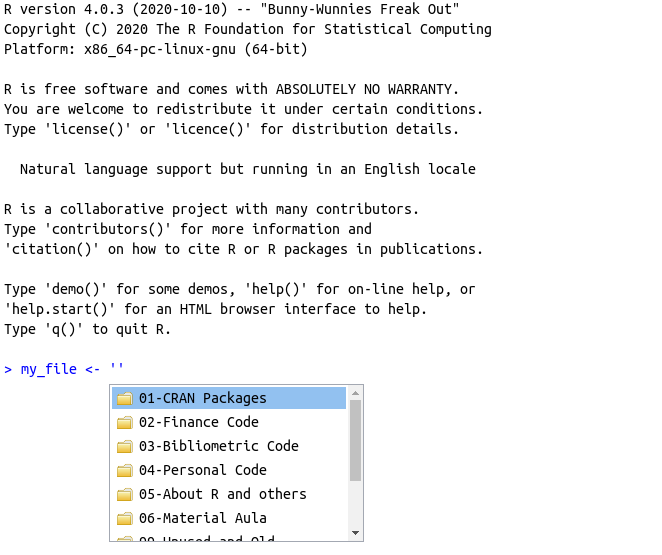 R version 4.0.3 (2020-10-10) -- "Bunny-Wunnies Freak Out"
Copyright (C) 2020 The R Foundation for Statistical Computing
Platform: x86_64-pc-linux-gnu (64-bit)
R is free software and comes with ABSOLUTELY NO WARRANTY.
You are welcome to redistribute it under certain conditions.
Type 'license()' or 'licence()' for distribution details.
Natural language support but running in an English locale
R is a collaborative project with many contributors.
Type 'contributors()' for more information and
'citation()' on how to cite R or R packages in publications.
Type 'demo()' for some demos, 'help()' for on-line help, or
'help.start()' for an HTML browser interface to help.
Type 'q()' to quit R.
> my_file <- ''
01-CRAN Packages
02-Finance Code
03-Bibliometric Code
04-Personal Code
05-About R and others
06-Material Aula
and Old